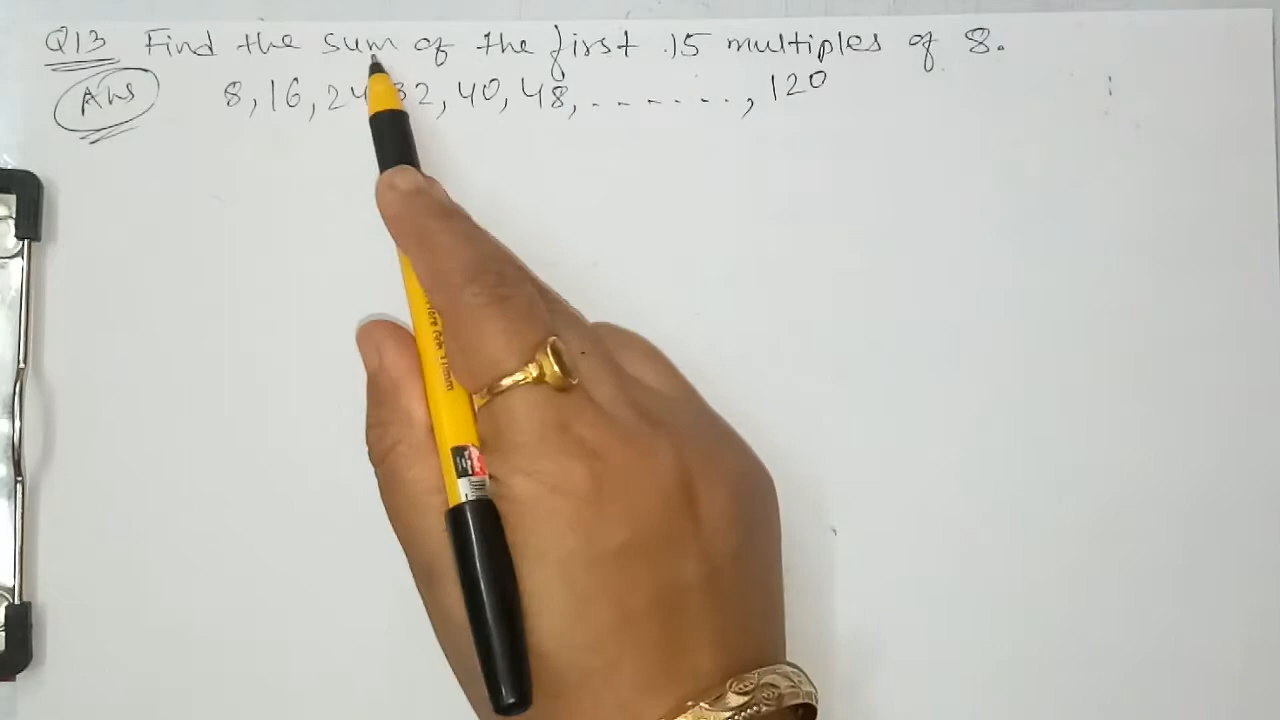 Q13 Find the sum of the first 15 multiples of 8.
Ans 8, 16, 24, 32, 40, 48, ......., 120